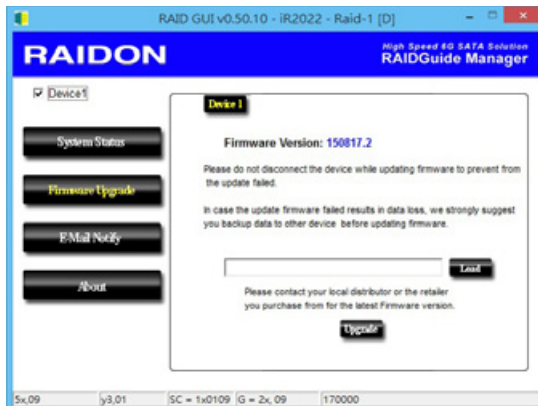 RAID GUI v0.50.10 - iR2022 - Raid-1 [D]
RAIDON
High Speed 6G SATA Solution
RAIDGuide Manager
Device1
Device 1
System Status
Firmware Version: 150817.2
Please do not disconnect the device while updating firmware to prevent from
the update failed.
Firmware Upgrade
In case the update firmware failed results in data loss, we strongly suggest
you backup data to other device before updating firmware.
E-Mail Notify
Load
About
Please contact your local distributor or the retailer
you purchase from for the latest Firmware version.
Upgrade
5x,09 y3,01 SC = 1x0109 G = 2x, 09 170000